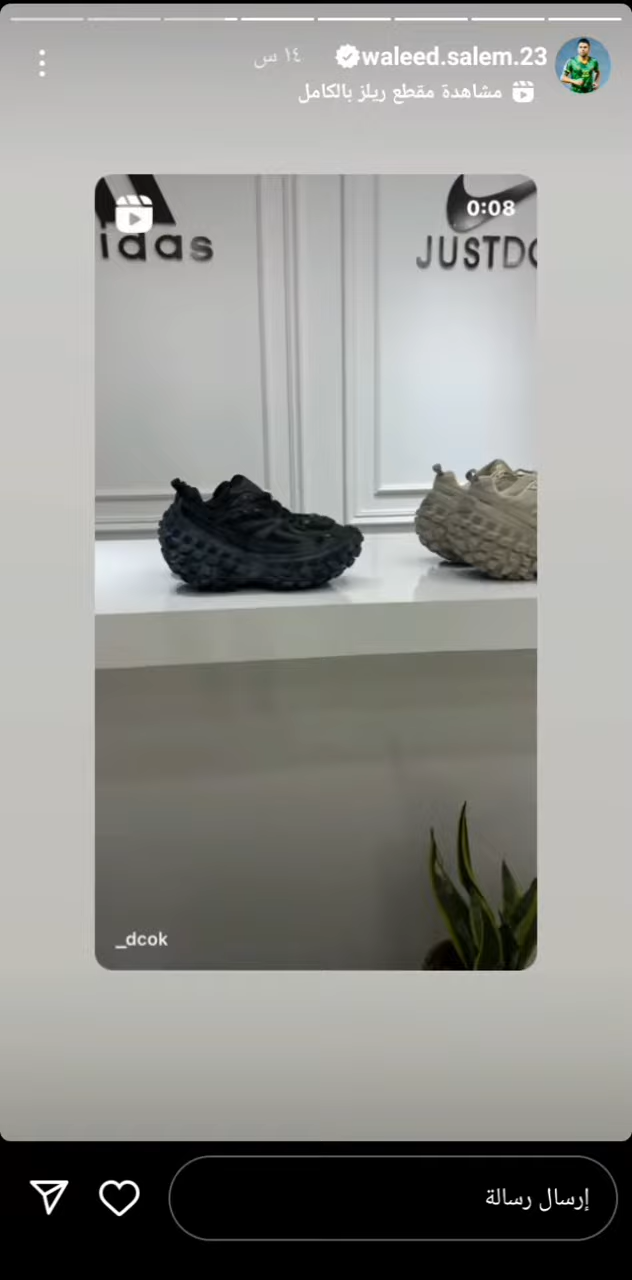 waleed.salem.23 ١٤ س
مشاهدة مقطع ريلز بالكامل
0:08
idas
JUSTDO
_dcok
إرسال رسالة